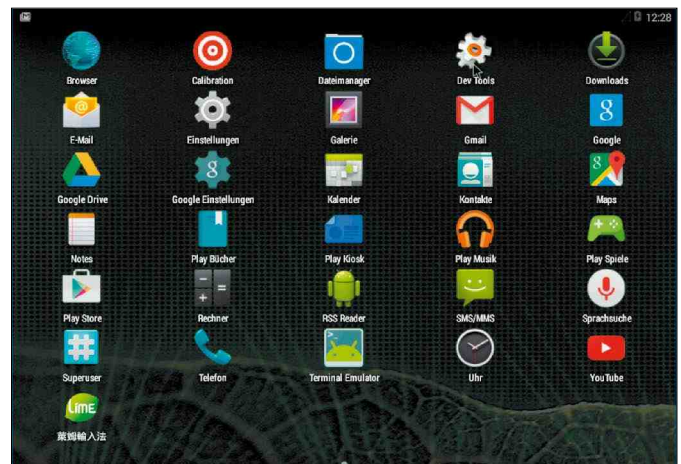 12:28
Browser
Calibration
Dateimanager
Dev Tools
Downloads
E-Mail
Einstellungen
Galerie
Gmail
Google
Google Drive
Google Einstellungen
Kalender
Kontakte
Maps
Notes
Play Bücher
Play Kiosk
Play Musik
Play Spiele
Play Store
Rechner
RSS Reader
SMS/MMS
Sprachsuche
Superuser
Telefon
Terminal Emulator
Uhr
YouTube
LIME
萊姆輸入法